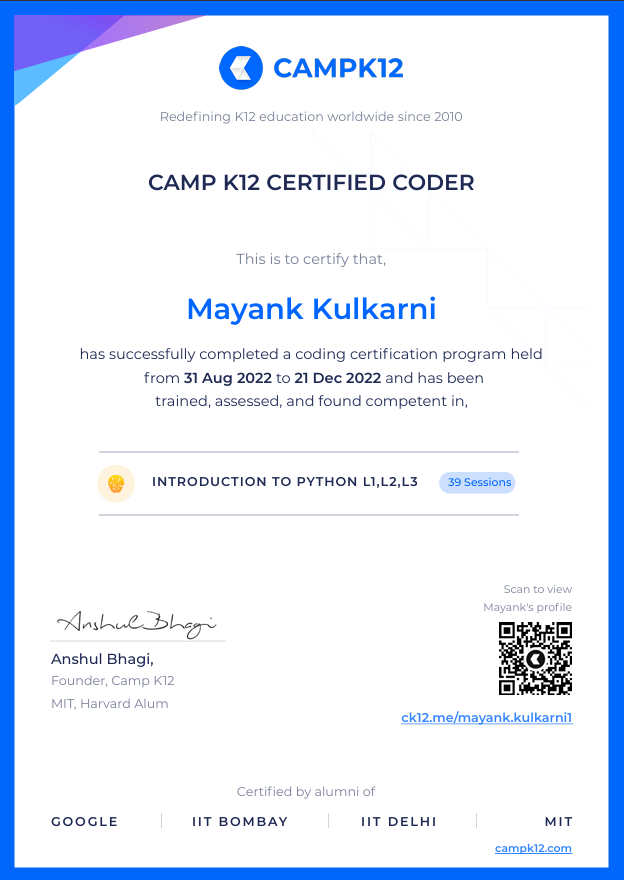 CAMPK12
Redefining K12 education worldwide since 2010
CAMP K12 CERTIFIED CODER
This is to certify that,
Mayank Kulkarni
has successfully completed a coding certification program held
from 31 Aug 2022 to 21 Dec 2022 and has been
trained, assessed, and found competent in,
INTRODUCTION TO PYTHON L1,L2,L3 39 Sessions
Scan to view
Mayank's profile
Anshul Bhagi
Anshul Bhagi,
Founder, Camp K12
MIT, Harvard Alum
ck12.me/mayank.kulkarni1
Certified by alumni of
GOOGLE IIT BOMBAY IIT DELHI MIT
campk12.com